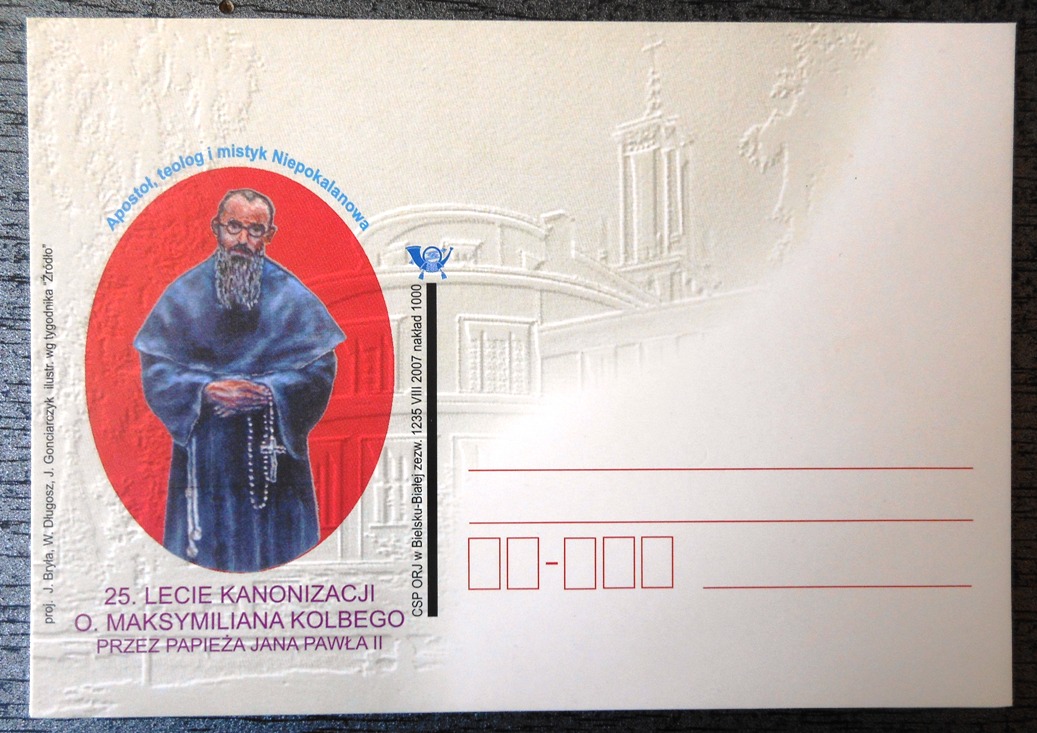 Apostoł, teolog i mistyk Niepokalanowa
proj. J. Bryła, W. Długosz, J. Gonciarczyk ilustr. wg tygodnika "Źródło"
25. LECIE KANONIZACJI
O. MAKSYMILIANA KOLBEGO
PRZEZ PAPIEŻA JANA PAWŁA II
CSP ORJ w Bielsku-Białej zezw. 1235 VIII 2007 nakład 1000